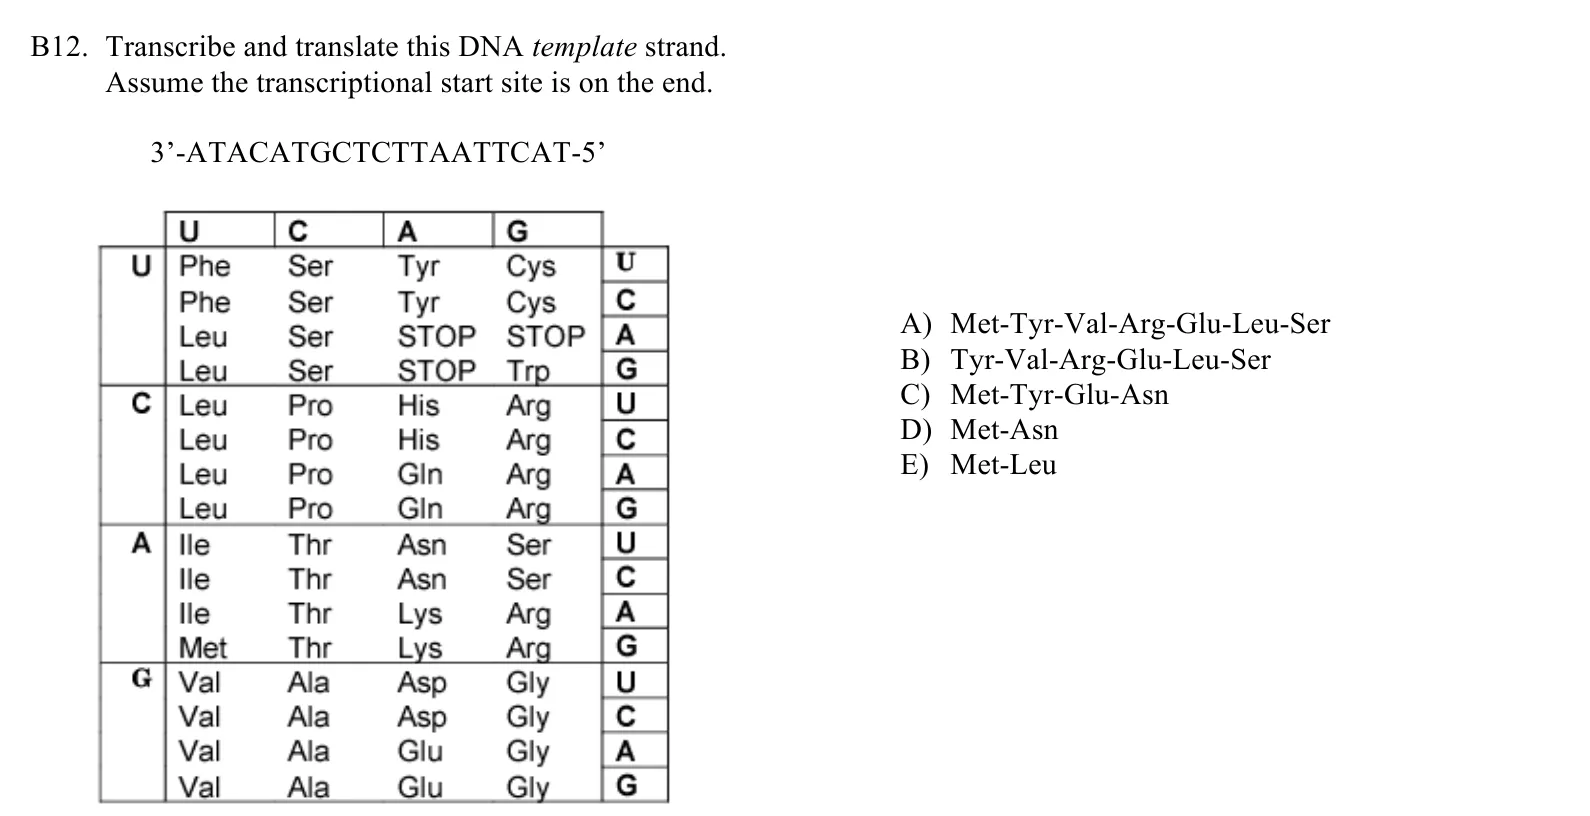 B12. Transcribe and translate this DNA template strand.
Assume the transcriptional start site is on the end.
3’-ATACATGCTCTTAATTCAT-5’
U C A G
U Phe Ser Tyr Cys U
Phe Ser Tyr Cys C
Leu Ser STOP STOP A
Leu Ser STOP Trp G
C Leu Pro His Arg U
Leu Pro His Arg C
Leu Pro Gln Arg A
Leu Pro Gln Arg G
A Ile Thr Asn Ser U
Ile Thr Asn Ser C
Ile Thr Lys Arg A
Met Thr Lys Arg G
G Val Ala Asp Gly U
Val Ala Asp Gly C
Val Ala Glu Gly A
Val Ala Glu Gly G
A) Met-Tyr-Val-Arg-Glu-Leu-Ser
B) Tyr-Val-Arg-Glu-Leu-Ser
C) Met-Tyr-Glu-Asn
D) Met-Asn
E) Met-Leu